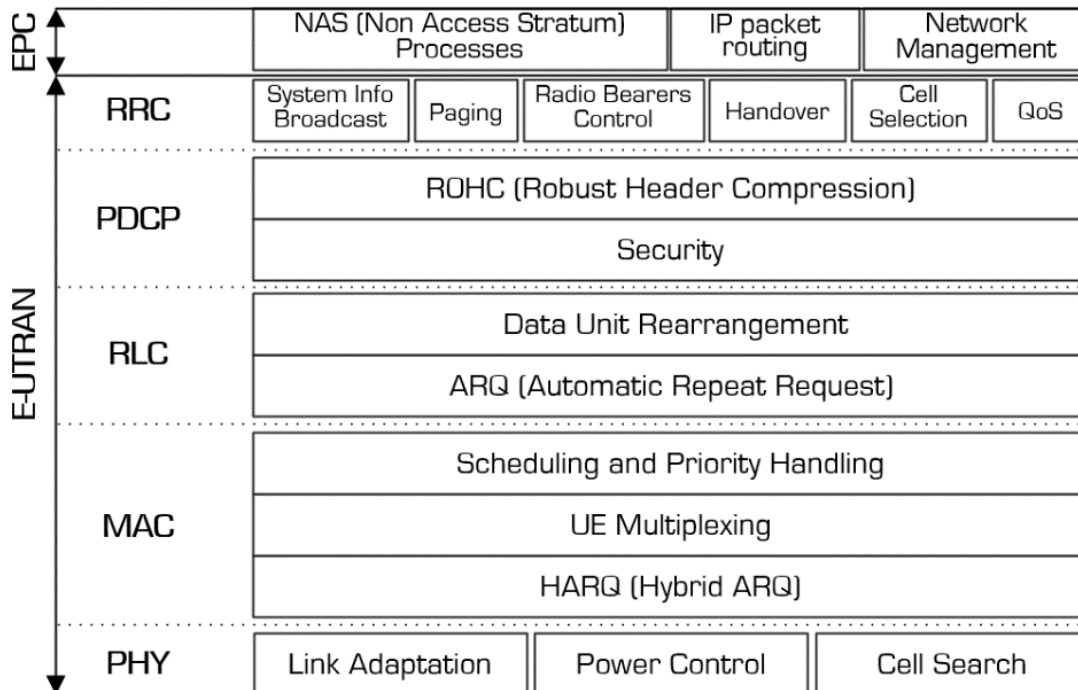 EPC
NAS (Non Access Stratum)
Processes
IP packet
routing
Network
Management
E-UTRAN
RRC
System Info
Broadcast
Paging
Radio Bearers
Control
Handover
Cell
Selection
QoS
PDCP
ROHC (Robust Header Compression)
Security
RLC
Data Unit Rearrangement
ARQ (Automatic Repeat Request)
MAC
Scheduling and Priority Handling
UE Multiplexing
HARQ (Hybrid ARQ)
PHY
Link Adaptation
Power Control
Cell Search